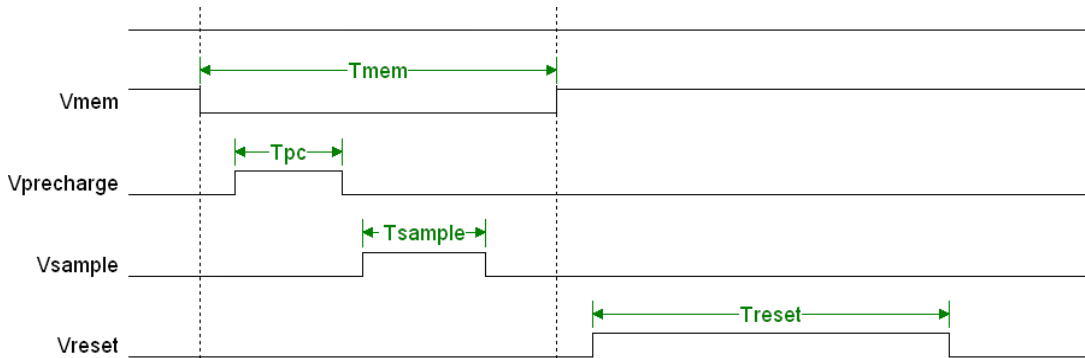 Tmem
Vmem
Tpc
Vprecharge
Tsample
Vsample
Treset
Vreset